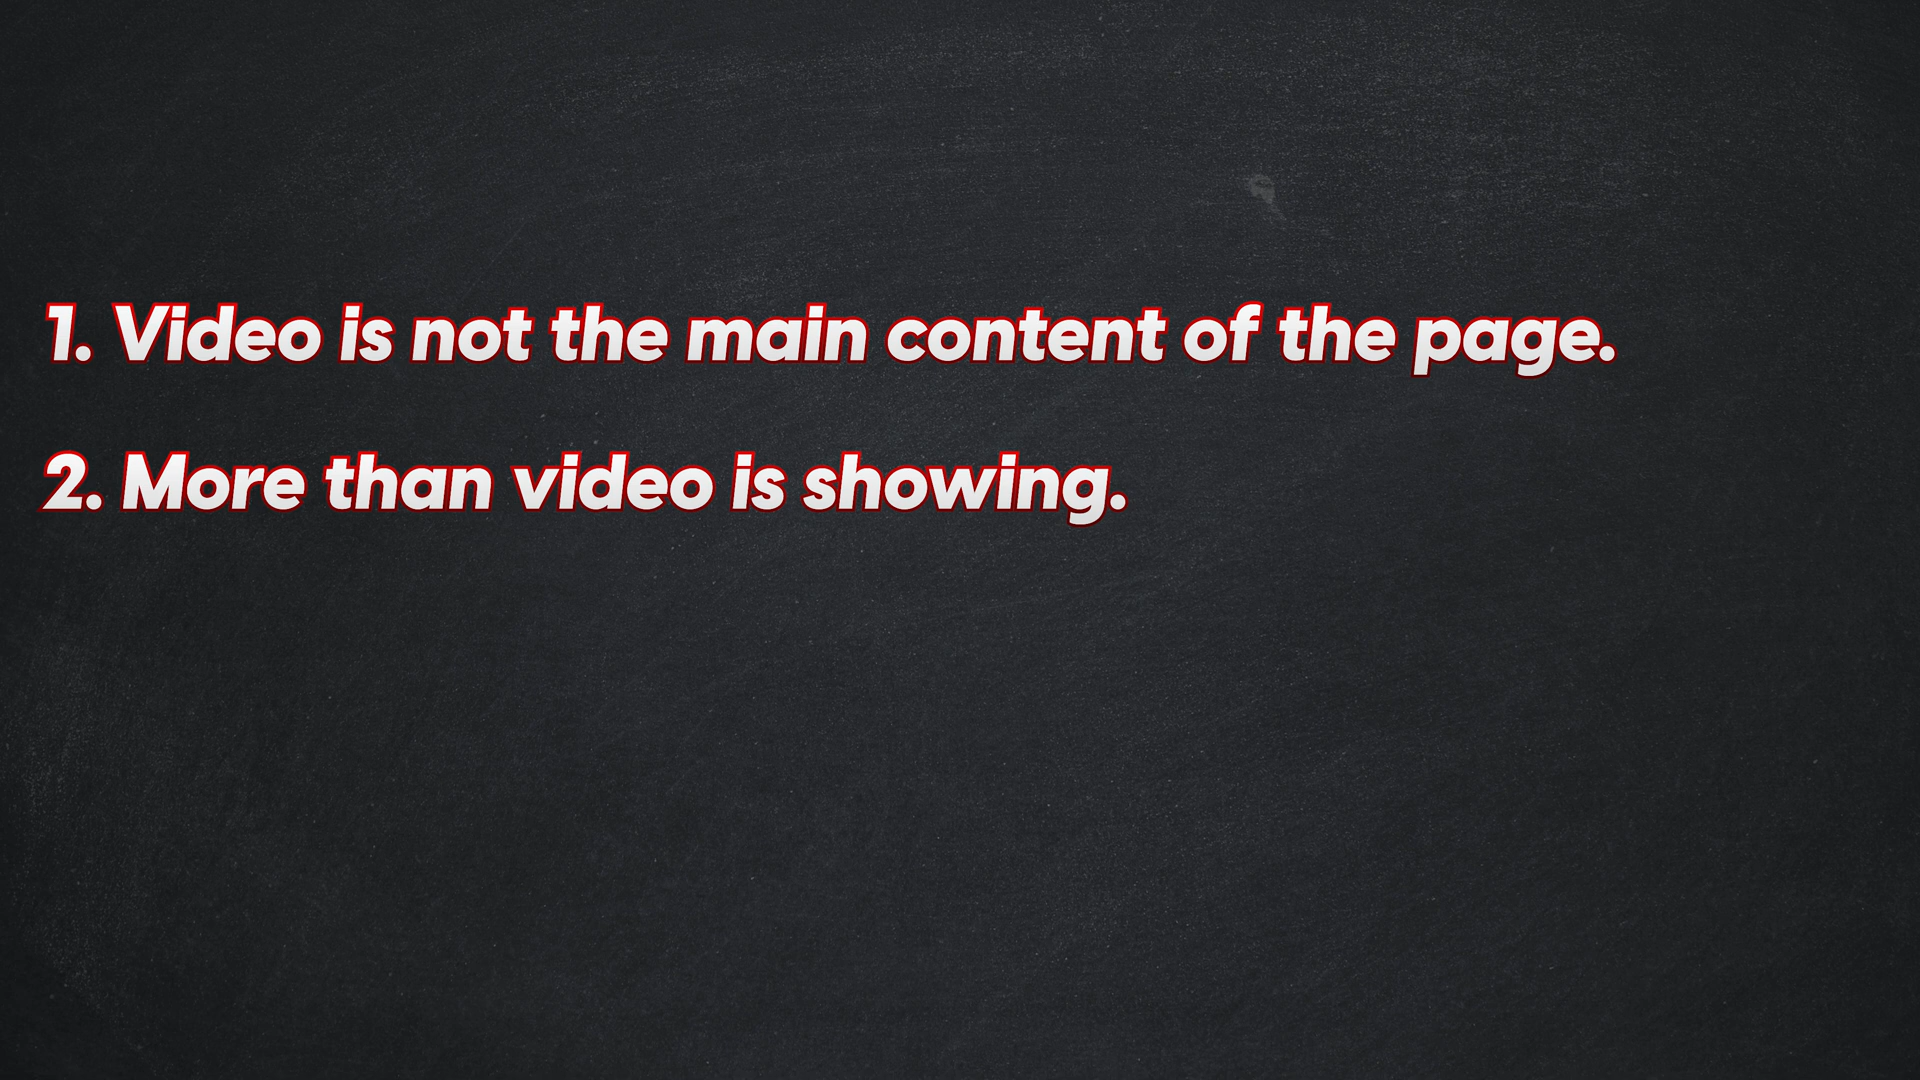 1. Video is not the main content of the page.
2. More than video is showing.